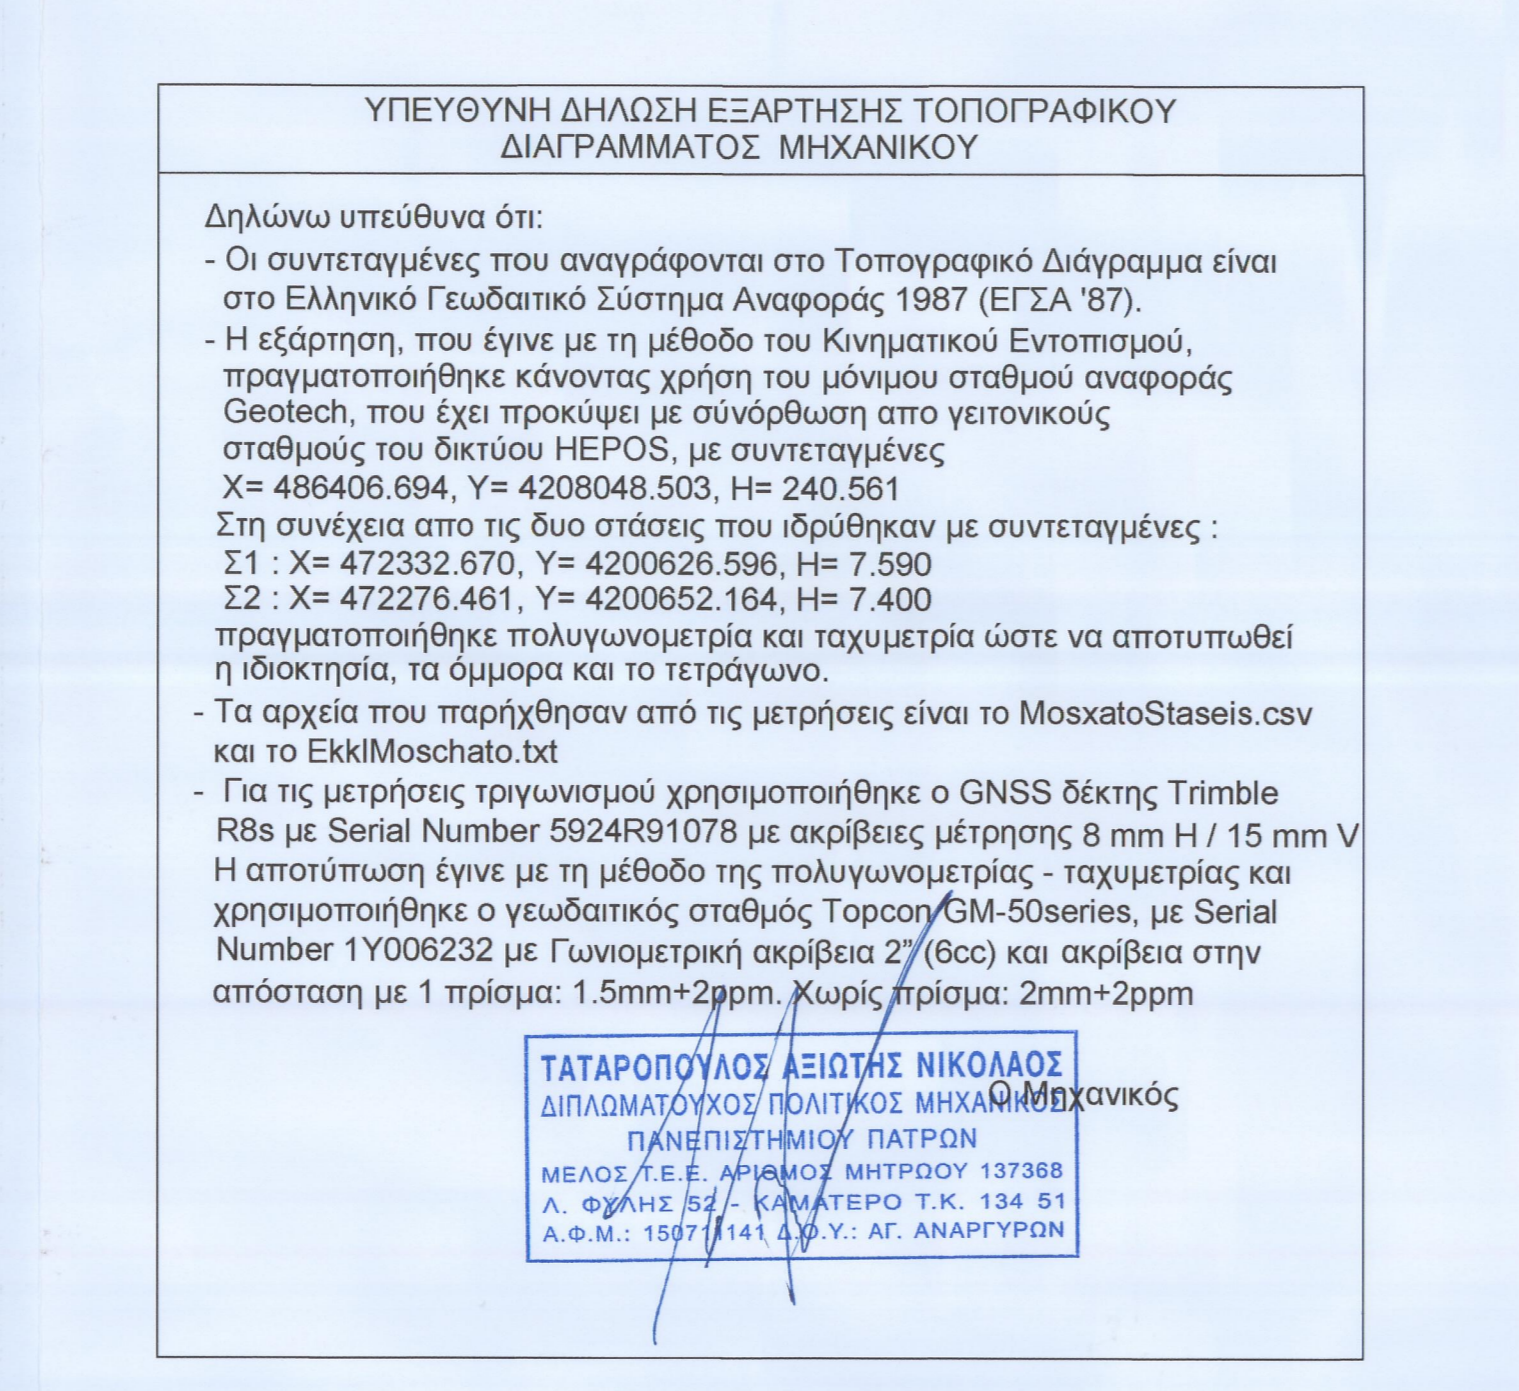 ΥΠΕΥΘΥΝΗ ΔΗΛΩΣΗ ΕΞΑΡΤΗΣΗΣ ΤΟΠΟΓΡΑΦΙΚΟΥ
ΔΙΑΓΡΑΜΜΑΤΟΣ ΜΗΧΑΝΙΚΟΥ
Δηλώνω υπεύθυνα ότι:
- Οι συντεταγμένες που αναγράφονται στο Τοπογραφικό Διάγραμμα είναι
στο Ελληνικό Γεωδαιτικό Σύστημα Αναφοράς 1987 (ΕΓΣΑ '87).
- Η εξάρτηση, που έγινε με τη μέθοδο του Κινηματικού Εντοπισμού,
πραγματοποιήθηκε κάνοντας χρήση του μόνιμου σταθμού αναφοράς
Geotech, που έχει προκύψει με σύνόρθωση απο γειτονικούς
σταθμούς του δικτύου HEPOS, με συντεταγμένες
X= 486406.694, Y= 4208048.503, H= 240.561
Στη συνέχεια απο τις δυο στάσεις που ιδρύθηκαν με συντεταγμένες :
Σ1 : X= 472332.670, Y= 4200626.596, H= 7.590
Σ2 : X= 472276.461, Y= 4200652.164, H= 7.400
πραγματοποιήθηκε πολυγωνομετρία και ταχυμετρία ώστε να αποτυπωθεί
η ιδιοκτησία, τα όμμορα και το τετράγωνο.
- Τα αρχεία που παρήχθησαν από τις μετρήσεις είναι το MosxatoStaseis.csv
και το EkklMoschato.txt
- Για τις μετρήσεις τριγωνισμού χρησιμοποιήθηκε ο GNSS δέκτης Trimble
R8s με Serial Number 5924R91078 με ακρίβειες μέτρησης 8 mm H / 15 mm V
Η αποτύπωση έγινε με τη μέθοδο της πολυγωνομετρίας - ταχυμετρίας και
χρησιμοποιήθηκε ο γεωδαιτικός σταθμός Topcon GM-50series, με Serial
Number 1Y006232 με Γωνιομετρική ακρίβεια 2” (6cc) και ακρίβεια στην
απόσταση με 1 πρίσμα: 1.5mm+2ppm. Χωρίς πρίσμα: 2mm+2ppm
ΤΑΤΑΡΟΠΟΥΛΟΣ ΑΞΙΩΤΗΣ ΝΙΚΟΛΑΟΣ
Ο Μηχανικός
ΔΙΠΛΩΜΑΤΟΥΧΟΣ ΠΟΛΙΤΙΚΟΣ ΜΗΧΑΝΙΚΟΣ
ΠΑΝΕΠΙΣΤΗΜΙΟΥ ΠΑΤΡΩΝ
ΜΕΛΟΣ Τ.Ε.Ε. ΑΡΙΘΜΟΣ ΜΗΤΡΩΟΥ 137368
Λ. ΦΥΛΗΣ 52 - ΚΑΜΑΤΕΡΟ Τ.Κ. 134 51
Α.Φ.Μ.: 150711141 Δ.Ο.Υ.: ΑΓ. ΑΝΑΡΓΥΡΩΝ